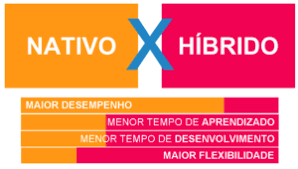 NATIVO X HÍBRIDO
MAIOR DESEMPENHO
MENOR TEMPO DE APRENDIZADO
MENOR TEMPO DE DESENVOLVIMENTO
MAIOR FLEXIBILIDADE